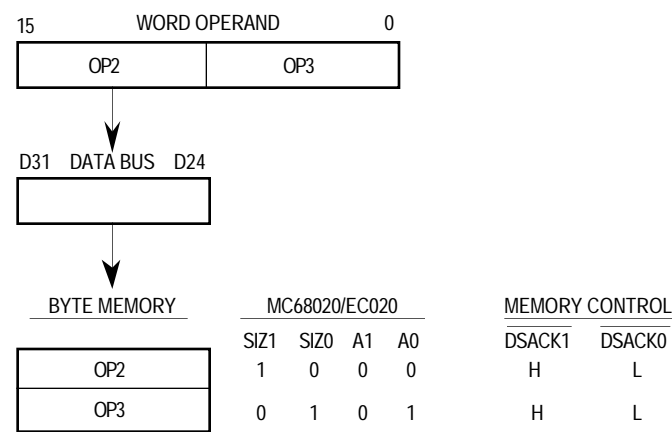 15 WORD OPERAND 0
OP2 OP3
D31 DATA BUS D24
BYTE MEMORY MC68020/EC020 MEMORY CONTROL
SIZ1 SIZ0 A1 A0 DSACK1 DSACK0
OP2 1 0 0 0 H L
OP3 0 1 0 1 H L